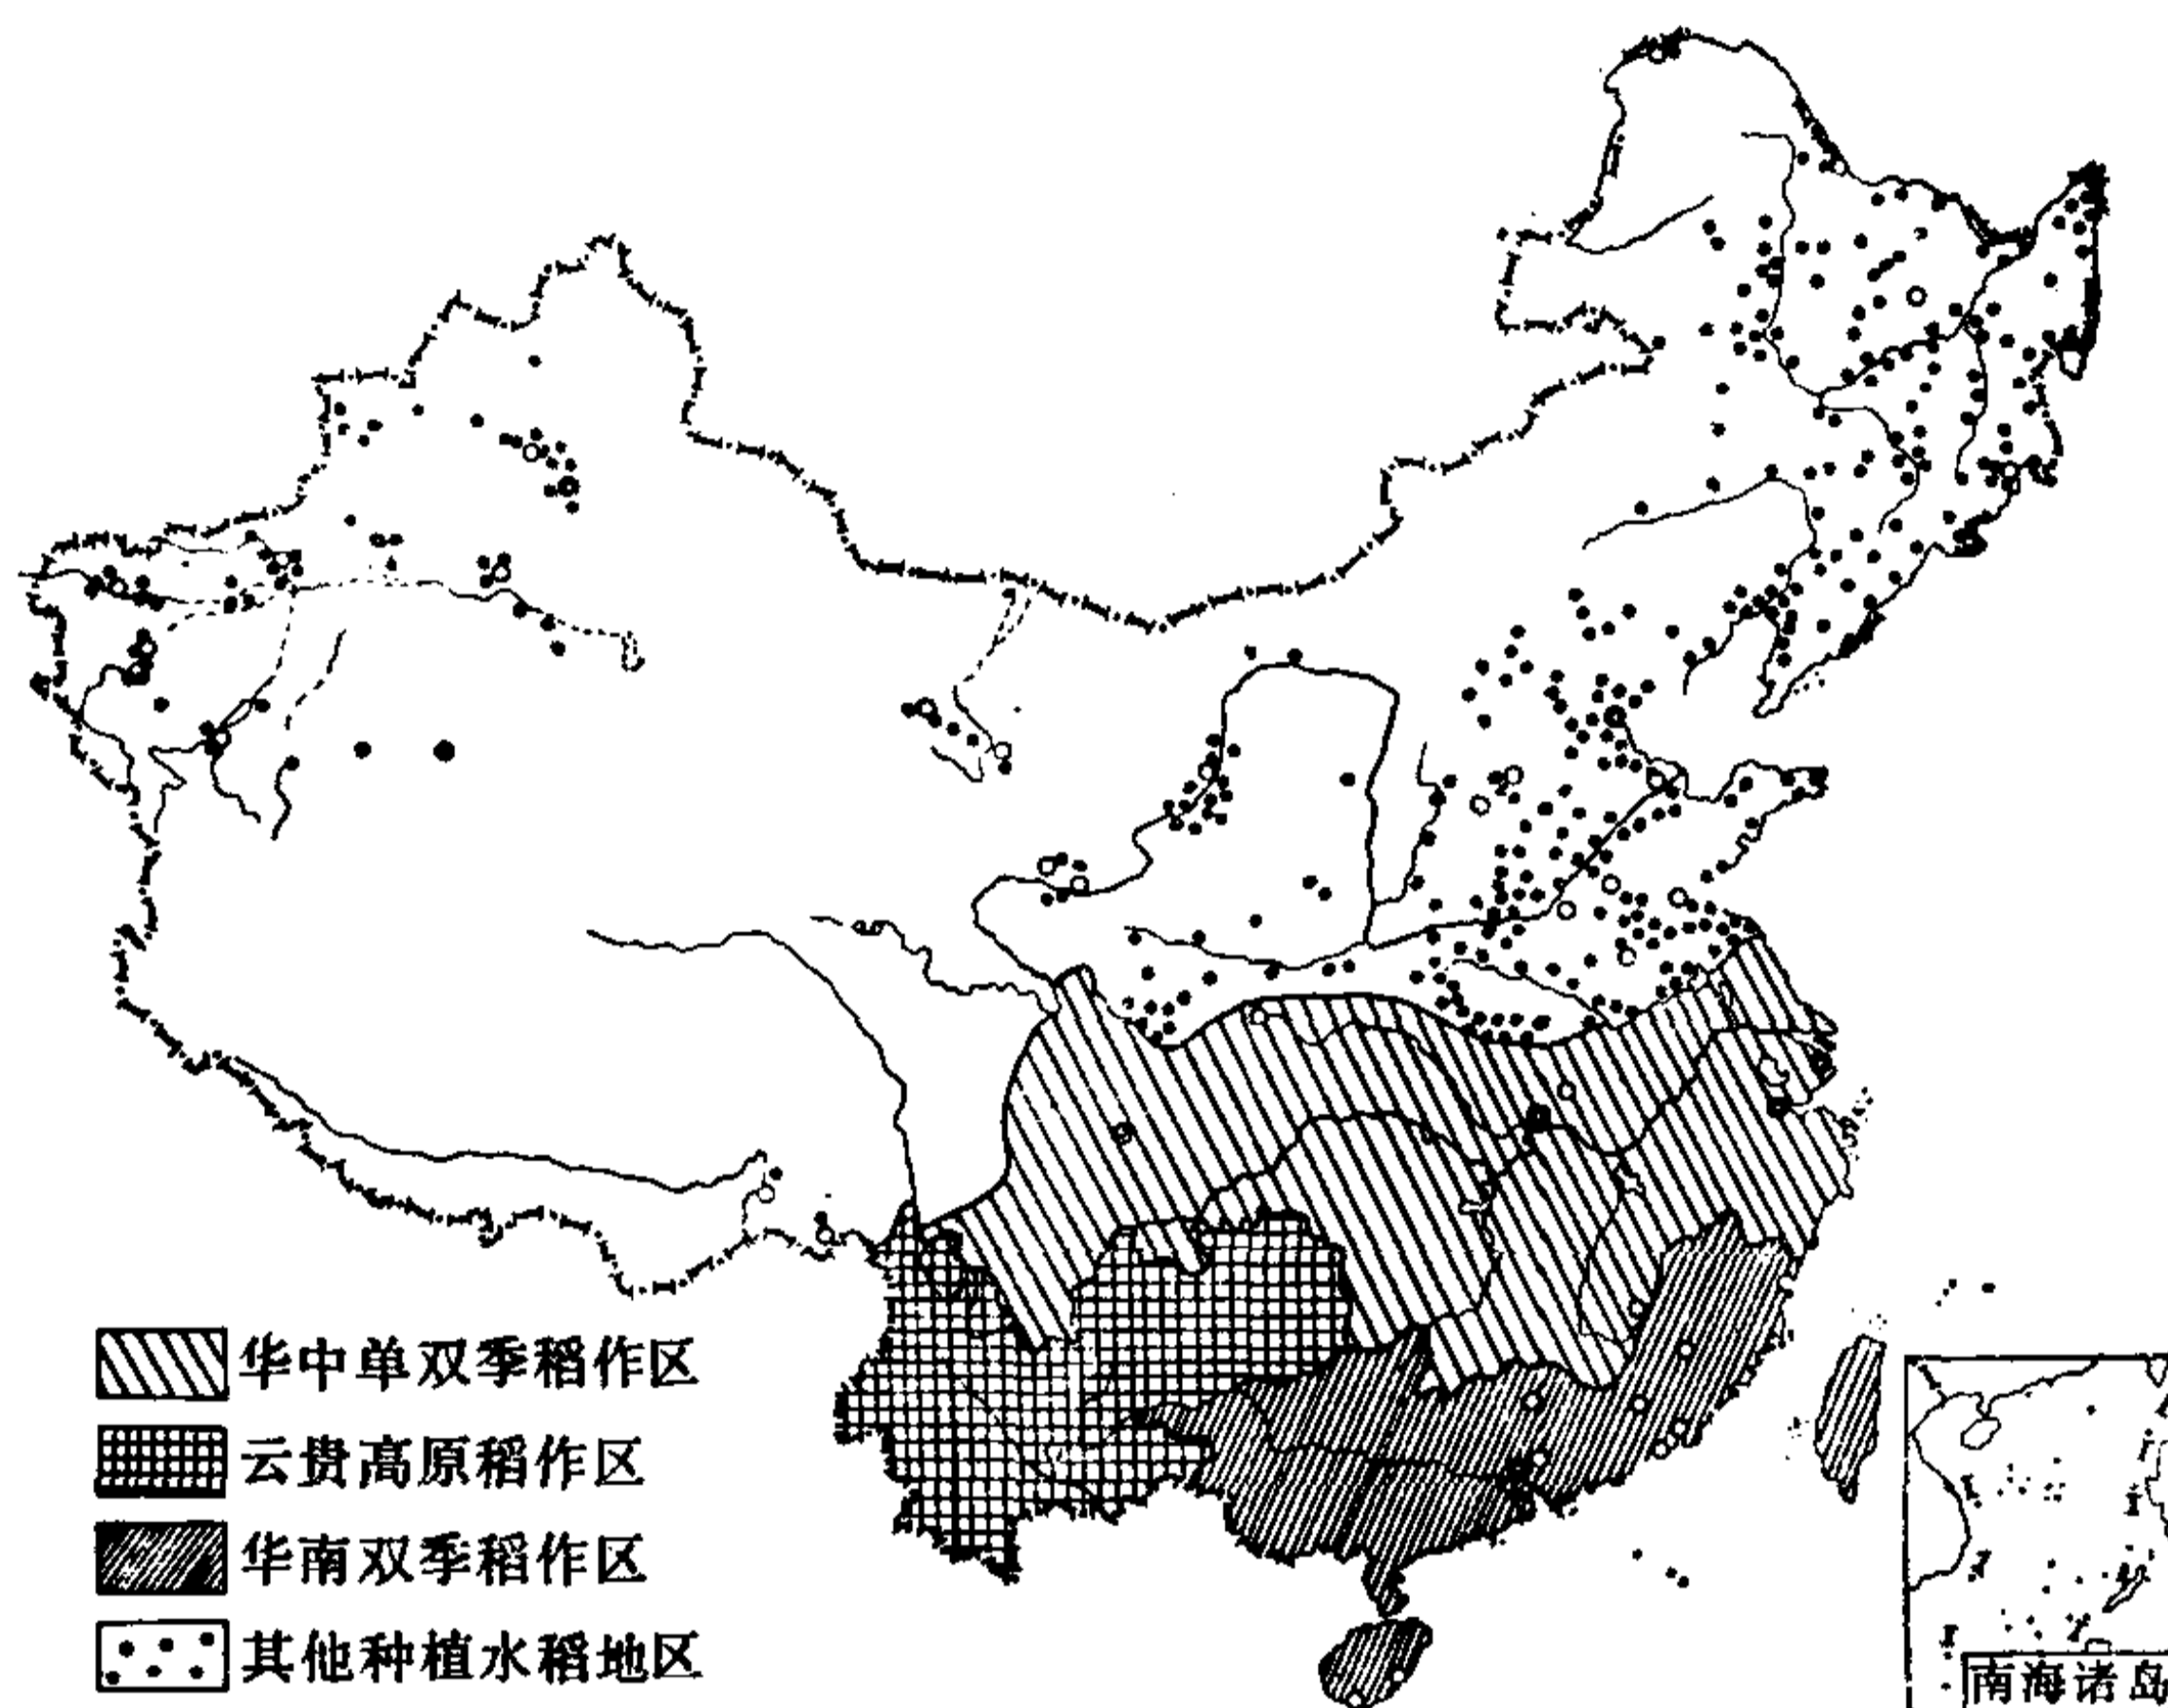 华中单双季稻作区
云贵高原稻作区
华南双季稻作区
其他种植水稻地区
南海诸岛